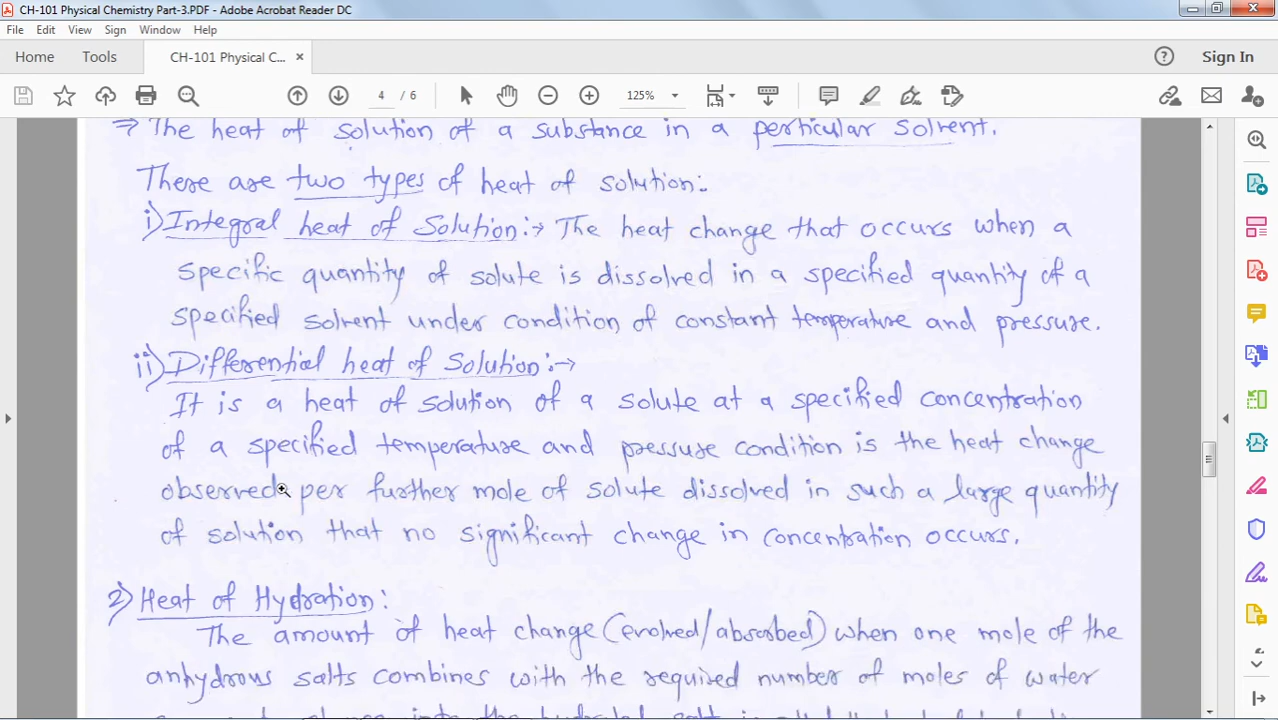 CH-101 Physical Chemistry Part-3.PDF - Adobe Acrobat Reader DC
File Edit View Sign Window Help
Home Tools CH-101 Physical C... × ? Sign In
4 / 6 125%
⇒ The heat of solution of a substance in a perticular solvent.
There are two types of heat of solution:-
i) Integral heat of Solution:→ The heat change that occurs when a
specific quantity of solute is dissolved in a specified quantity of a
specified solvent under condition of constant temperature and pressure.
ii) Differential heat of Solution:→
It is a heat of solution of a solute at a specified concentration
of a specified temperature and pressure condition is the heat change
observed per further mole of solute dissolved in such a large quantity
of solution that no significant change in concentration occurs.
2) Heat of Hydration:
The amount of heat change (evolved/absorbed) when one mole of the
anhydrous salts combines with the required number of moles of water